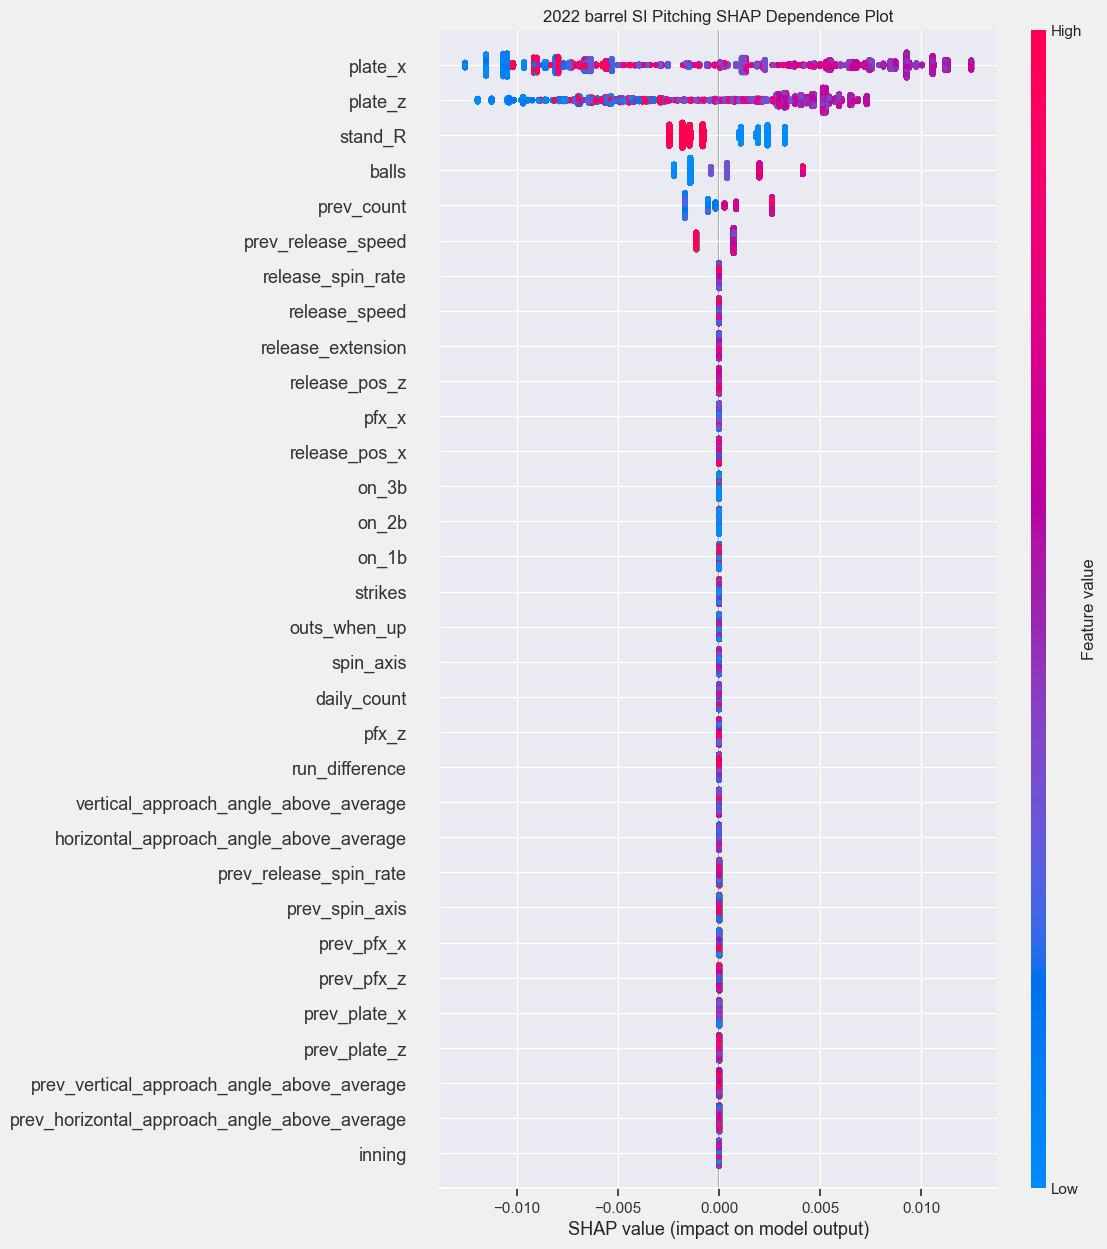 2022 barrel SI Pitching SHAP Dependence Plot
High
plate_x
plate_z
stand_R
balls
prev_count
prev_release_speed
release_spin_rate
release_speed
release_extension
release_pos_z
pfx_x
release_pos_x
on_3b
on_2b
on_1b
strikes
outs_when_up
spin_axis
daily_count
pfx_z
run_difference
vertical_approach_angle_above_average
horizontal_approach_angle_above_average
prev_release_spin_rate
prev_spin_axis
prev_pfx_x
prev_pfx_z
prev_plate_x
prev_plate_z
prev_vertical_approach_angle_above_average
prev_horizontal_approach_angle_above_average
inning
Feature value
Low
−0.010 −0.005 0.000 0.005 0.010
SHAP value (impact on model output)